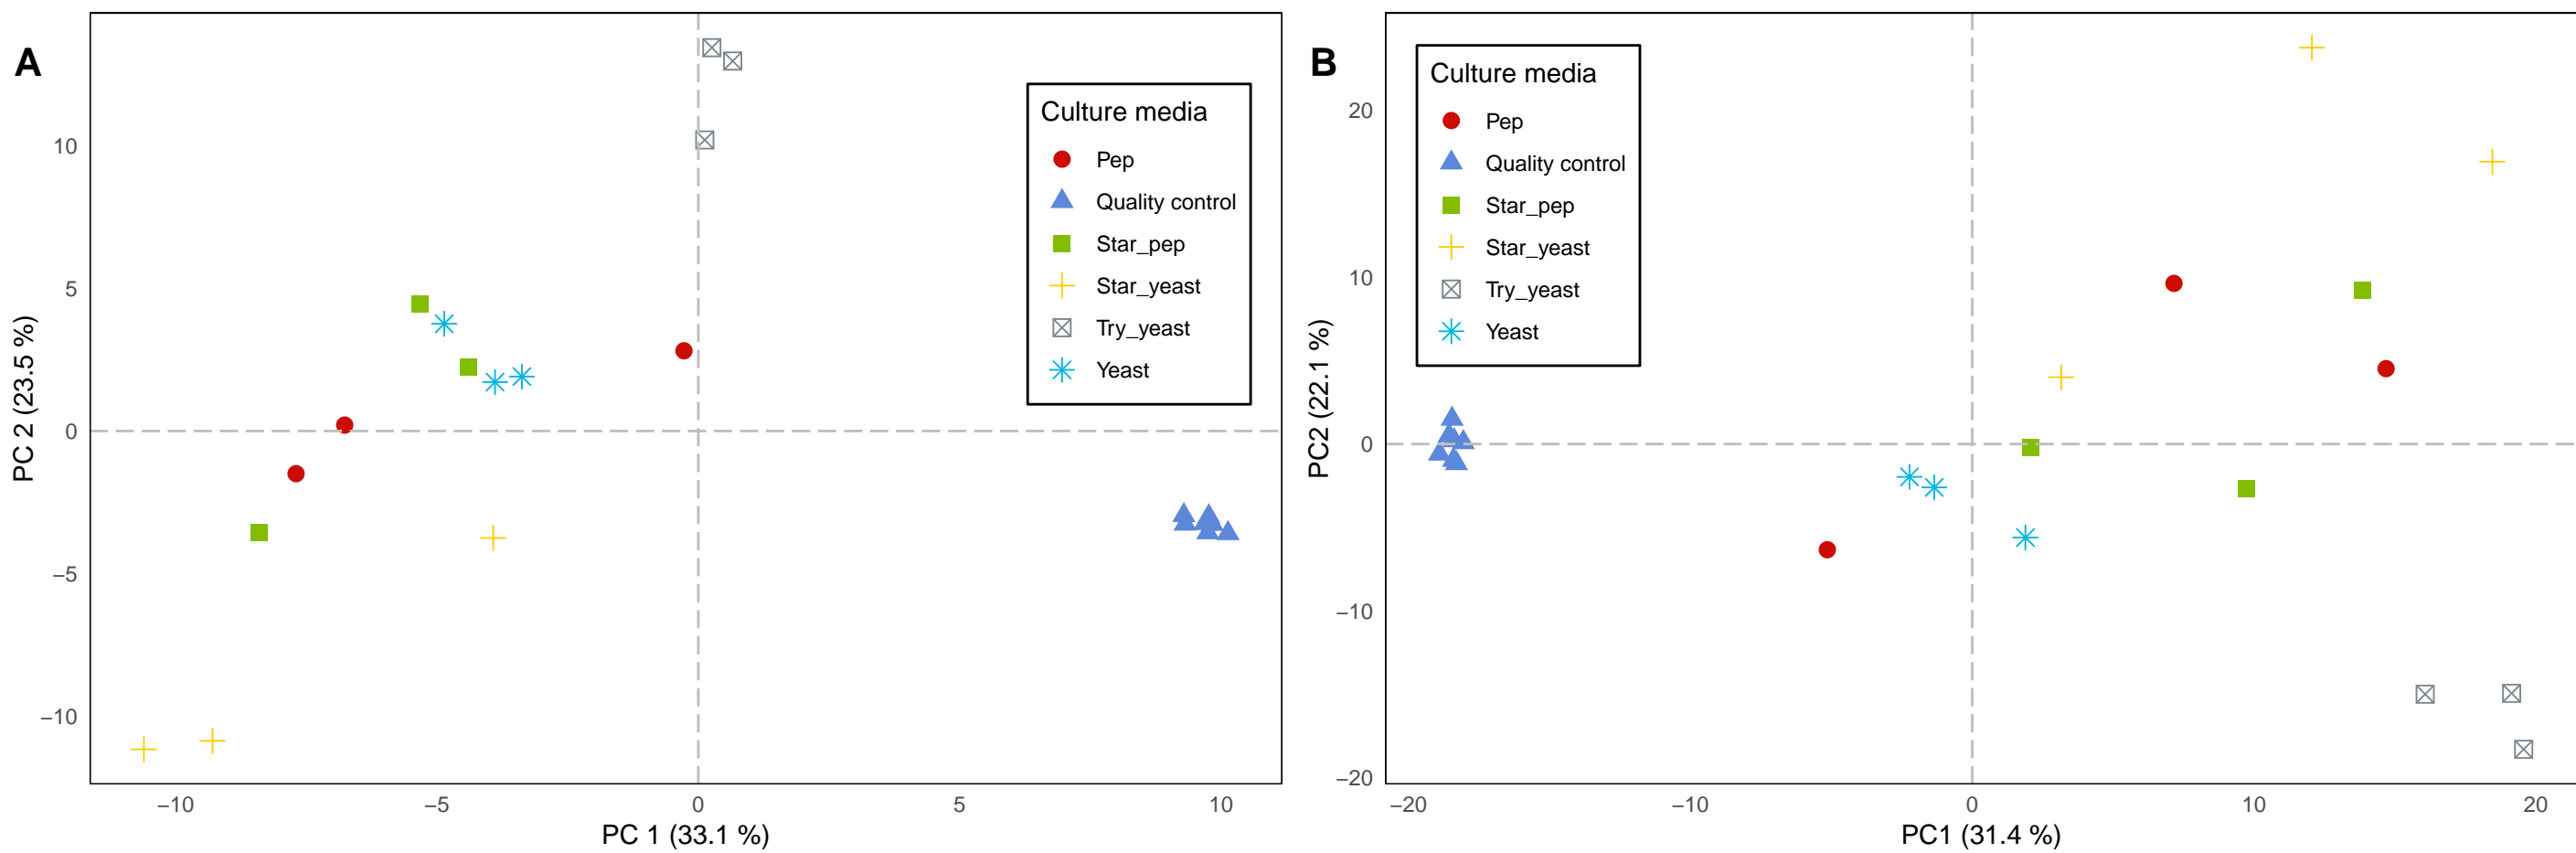 A
PC 2 (23.5 %)
10
5
0
−5
−10
−10
−5
0
5
10
PC 1 (33.1 %)
Culture media
Pep
Quality control
Star_pep
Star_yeast
Try_yeast
Yeast
B
PC2 (22.1 %)
20
10
0
−10
−20
−20
−10
0
10
20
PC1 (31.4 %)
Culture media
Pep
Quality control
Star_pep
Star_yeast
Try_yeast
Yeast